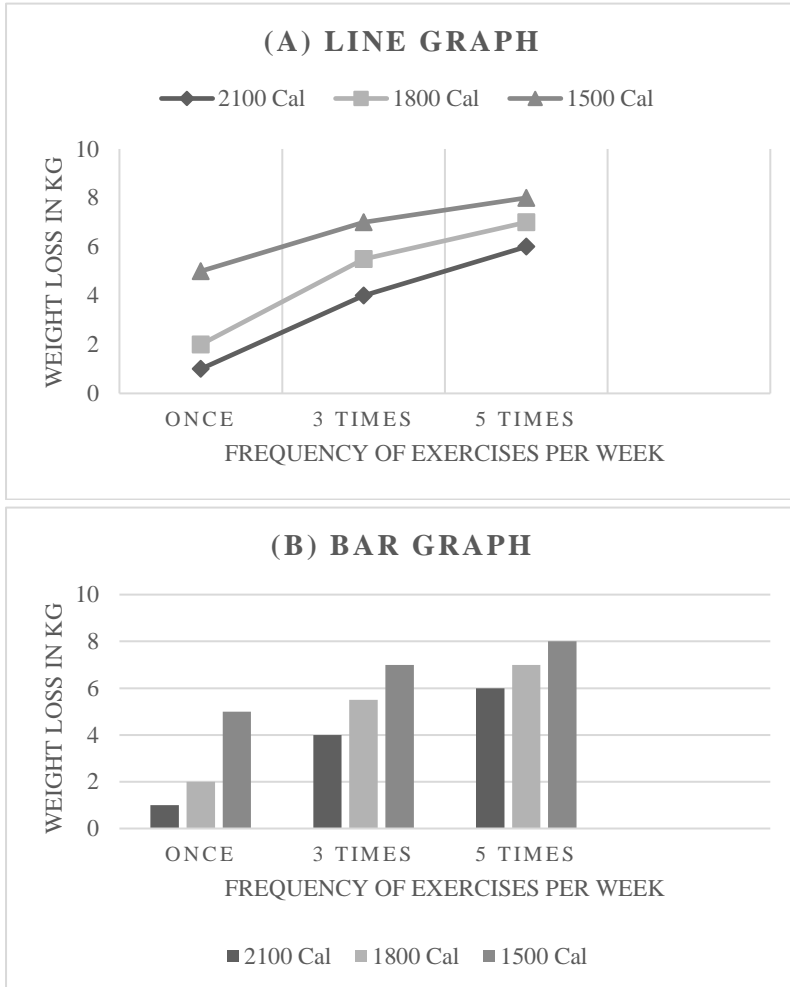 (A) LINE GRAPH
2100 Cal 1800 Cal 1500 Cal
WEIGHT LOSS IN KG
10
8
6
4
2
0
ONCE 3 TIMES 5 TIMES
FREQUENCY OF EXERCISES PER WEEK
(B) BAR GRAPH
WEIGHT LOSS IN KG
10
8
6
4
2
0
ONCE 3 TIMES 5 TIMES
FREQUENCY OF EXERCISES PER WEEK
2100 Cal 1800 Cal 1500 Cal